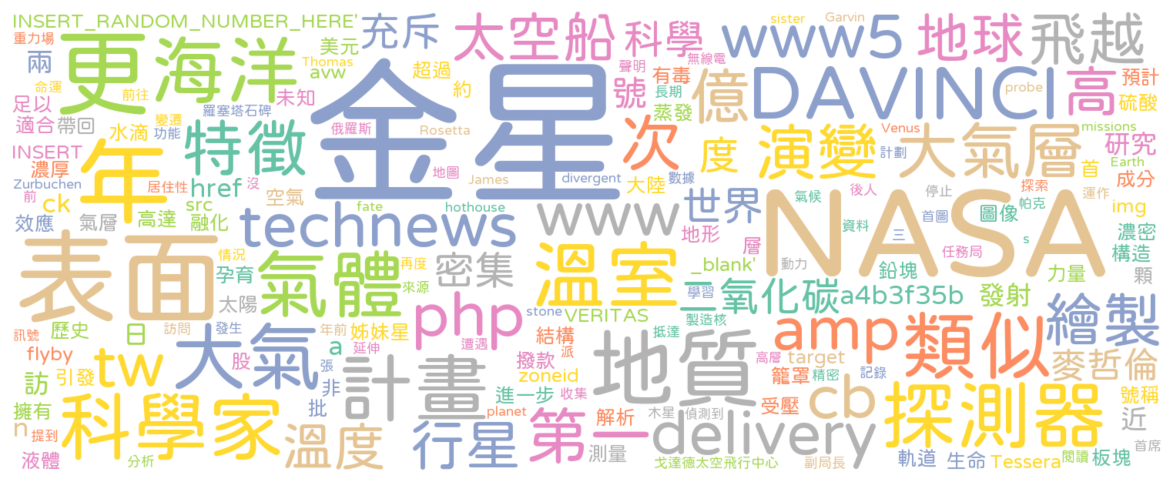 INSERT_RANDOM_NUMBER_HERE'
重力場
兩
更
海洋
美元
Thomas
avw
充斥
超過
約
太空船
科學
聲明
sister
無線電
Garvin
www5
地球
飛越
命運
足以
適合
帶回
前往
水滴
羅塞塔石碑
變遷
功能
未知
特徵
俄羅斯
金星
Rosetta
地圖
James
號
有毒
長期
蒸發
億
DAVINCI
高
預計
硫酸
probe
missions
INSERT
濃厚
Zurbuchen
前
年
居住性
沒
href
空氣
divergent
次
大陸
數據
度
演變
Venus
計劃
大氣層
首
Earth
研究
成分
ck
效應
氣層
src
高達
融化
fate
hothouse
technews
www
世界
地形
層
NASA
氣候
後人
停止
探索
運作
首圖
帕克
圖像
資料
三
任務局
s
img
濃密
構造
表面
情況
孕育
太陽
氣體
再度
來源
密集
溫室
_blank'
學習
stone
二氧化碳
動力
鉛塊
a4b3f35b
發射
力量
顆
訊號
歷史
日
訪問
發生
年前
姊妹星
延伸
a
php
遭遇
VERITAS
製造核
抵達
結構
派
amp
類似
繪製
flyby
tw
引發
大氣
股
張
非
計畫
撥款
zoneid
地質
高層
籠罩
target
精密
記錄
麥哲倫
訪
擁有
n
提到
批
進一步
planet
收集
受壓
cb
號稱
近
科學家
溫度
行星
第一
解析
木星
偵測到
delivery
探測器
液體
分析
測量
戈達德太空飛行中心
副局長
軌道
生命
Tessera
閱讀
板塊
首席